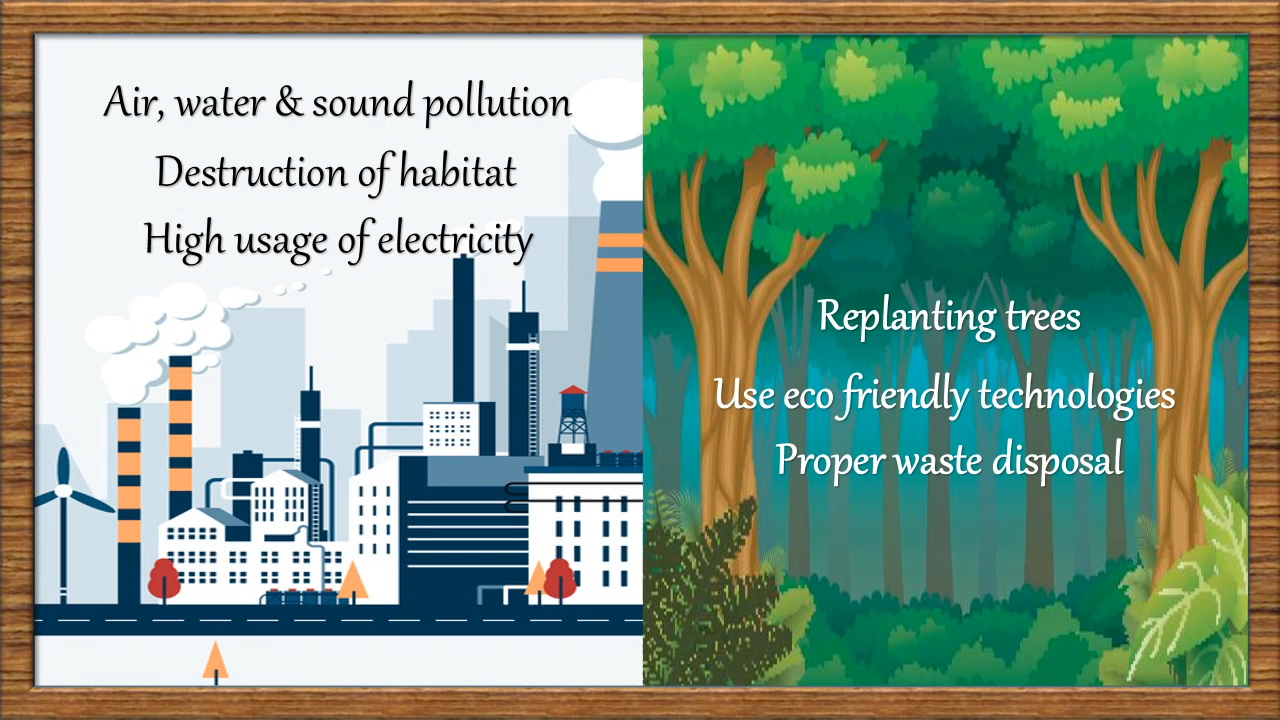 Air, water & sound pollution
Destruction of habitat
High usage of electricity
Replanting trees
Use eco friendly technologies
Proper waste disposal